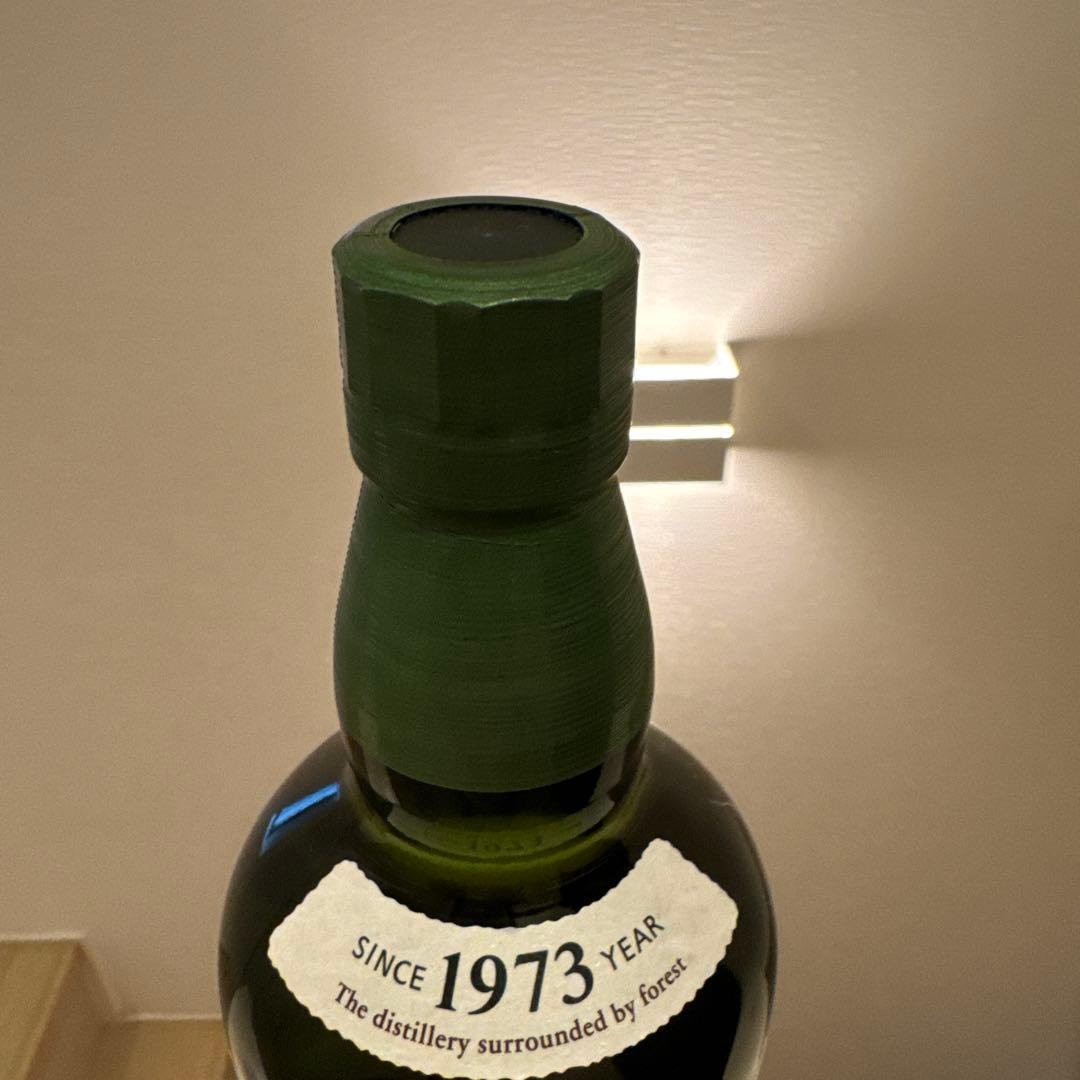 SINCE 1973 YEAR
The distillery surrounded by forest